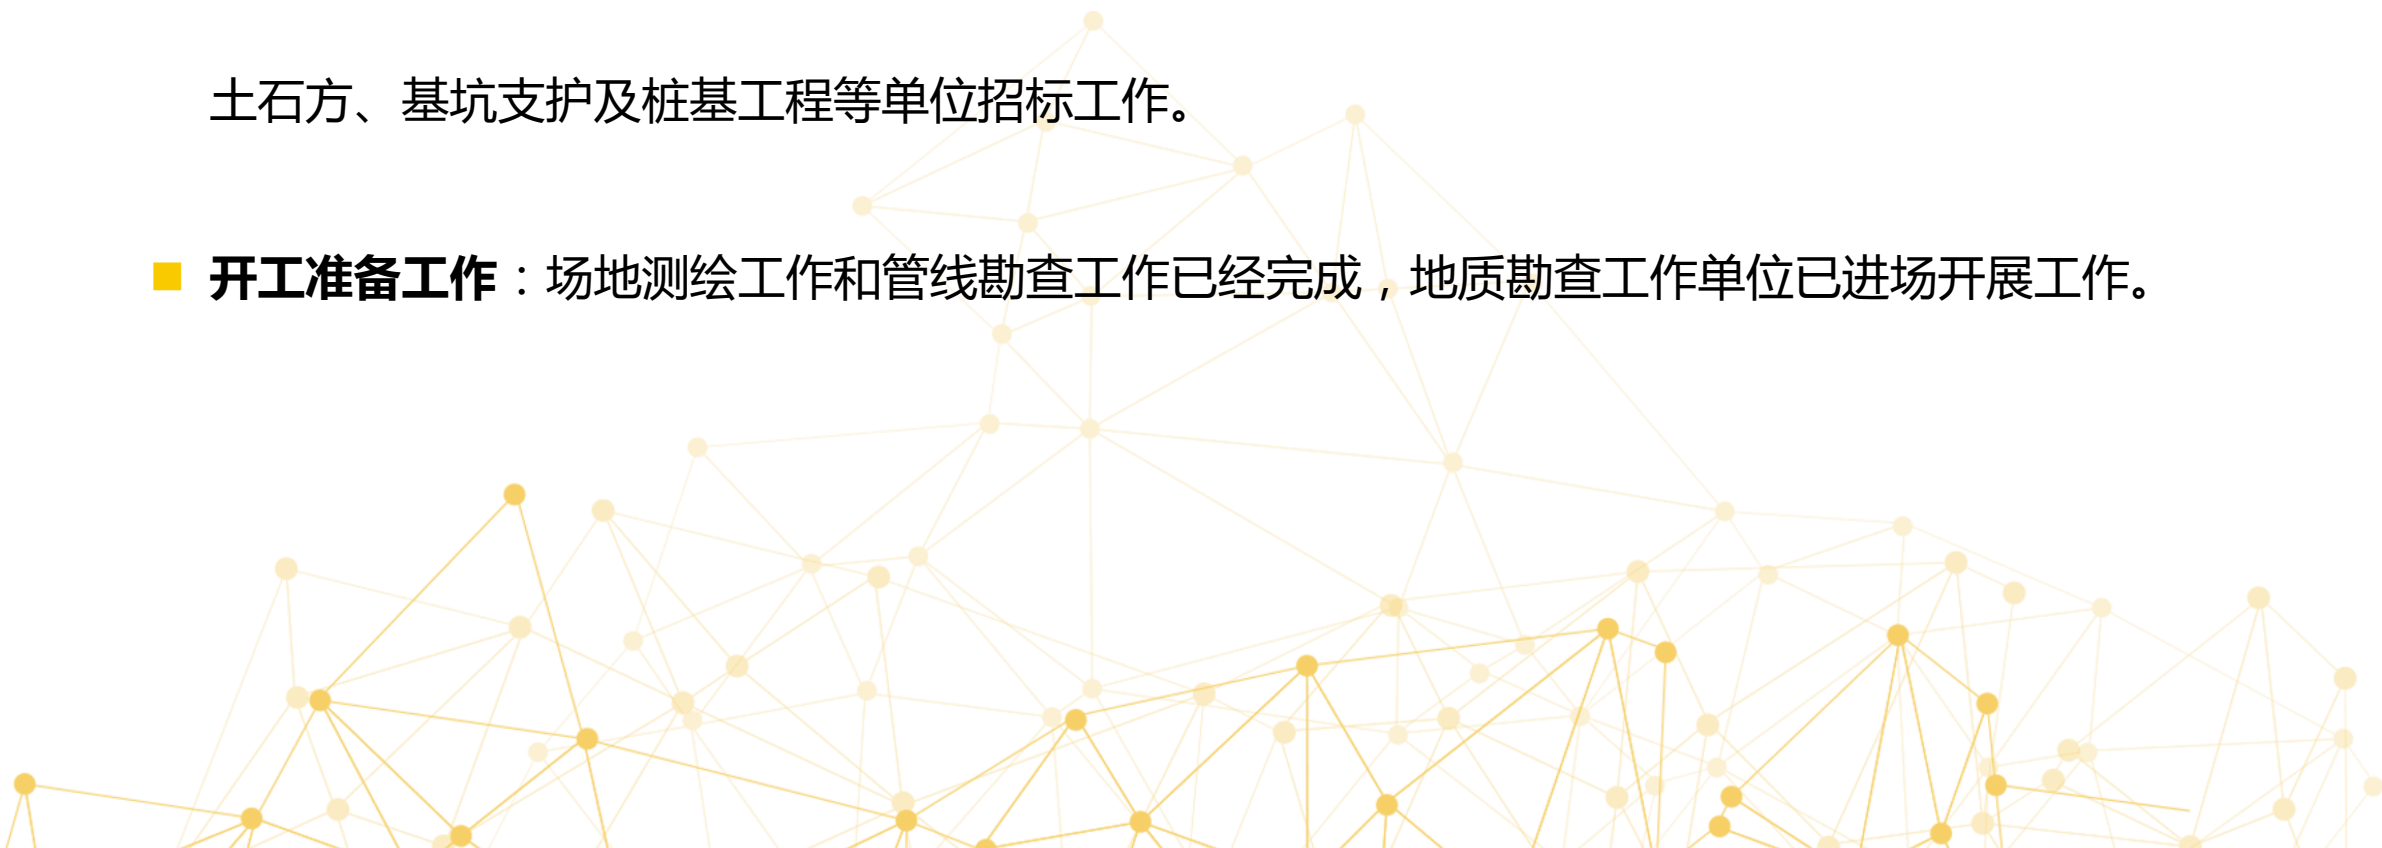 土石方、基坑支护及桩基工程等单位招标工作。
开工准备工作：场地测绘工作和管线勘查工作已经完成，地质勘查工作单位已进场开展工作。